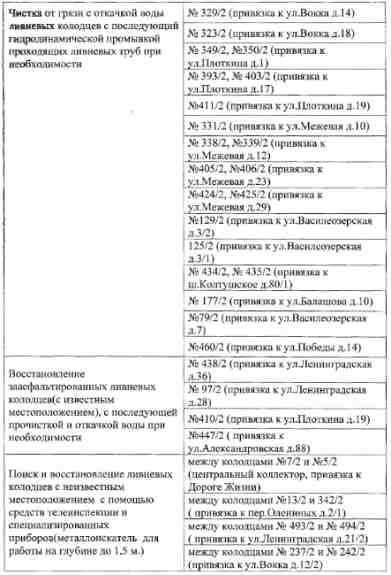 Чистка от грязи с откачкой воды
ливневых колодцев с последующей
гидродинамической промывкой
проходящих ливневых труб при
необходимости
№ 329/2 (привязка к ул.Вокка д.14)
№ 323/2 (привязка к ул.Вокка д.18)
№ 349/2, №350/2 (привязка к
ул.Плоткина д.1)
№ 393/2, № 403/2 (привязка к
ул.Плоткина д.17)
№411/2 (привязка к ул.Плоткина д.19)
№ 331/2 (привязка к ул.Межевая д.10)
№ 338/2, №339/2 (привязка к
ул.Межевая д.12)
№405/2, №406/2 (привязка к
ул.Межевая д.23)
№424/2, №425/2 (привязка к
ул.Межевая д.29)
№129/2 (привязка к ул.Василеозерская
д.3/2)
125/2 (привязка к ул.Василеозерская
д.3/1)
№ 434/2, № 435/2 (привязка к
ш.Колтушское д.80/1)
№ 177/2 (привязка к ул.Балашова д.10)
№79/2 (привязка к ул.Василеозерская
д.7)
№460/2 (привязка к ул.Победы д.14)
Восстановление
заасфальтированных ливневых
колодцев(с известным
местоположением), с последующей
прочисткой и откачкой воды при
необходимости
№ 438/2 (привязка к ул.Ленинградская
д.36)
№ 97/2 (привязка к ул.Ленинградская
д.28)
№410/2 (привязка к ул.Плоткина д.19)
№447/2 ( привязка к
ул.Александровская д.88)
Поиск и восстановление ливневых
колодцев с неизвестным
местоположением с помощью
средств телеинспекции и
специализированных
приборов(металлоискатель для
работы на глубине до 1,5 м.)
между колодцами №7/2 и №5/2
(центральный коллектор, привязка к
Дороге Жизни)
между колодцами №13/2 и 342/2
( привязка к пер.Олениных д.2/1)
между колодцами № 493/2 и № 494/2
( привязка к ул.Ленинградская д.21/2)
между колодцами № 237/2 и № 242/2
(привязка к ул.Вокка д.12/2)